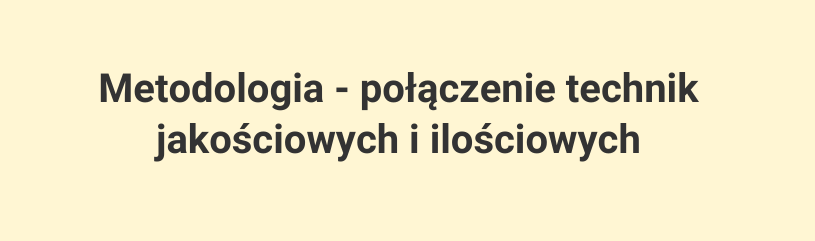 Metodologia - połączenie technik
jakościowych i ilościowych